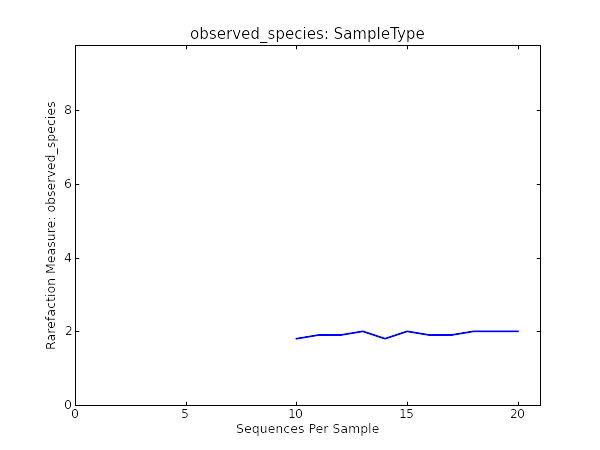 observed_species: SampleType
Rarefaction Measure: observed_species
8
6
4
2
0
0 5 10 15 20
Sequences Per Sample